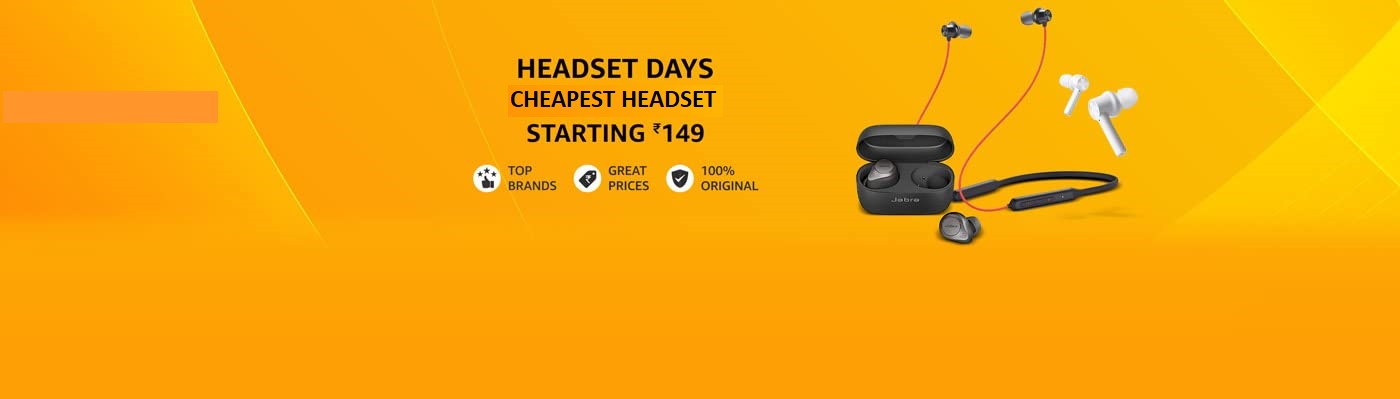 HEADSET DAYS
CHEAPEST HEADSET
STARTING ₹149
TOP
BRANDS
GREAT
PRICES
100%
ORIGINAL
Jabra